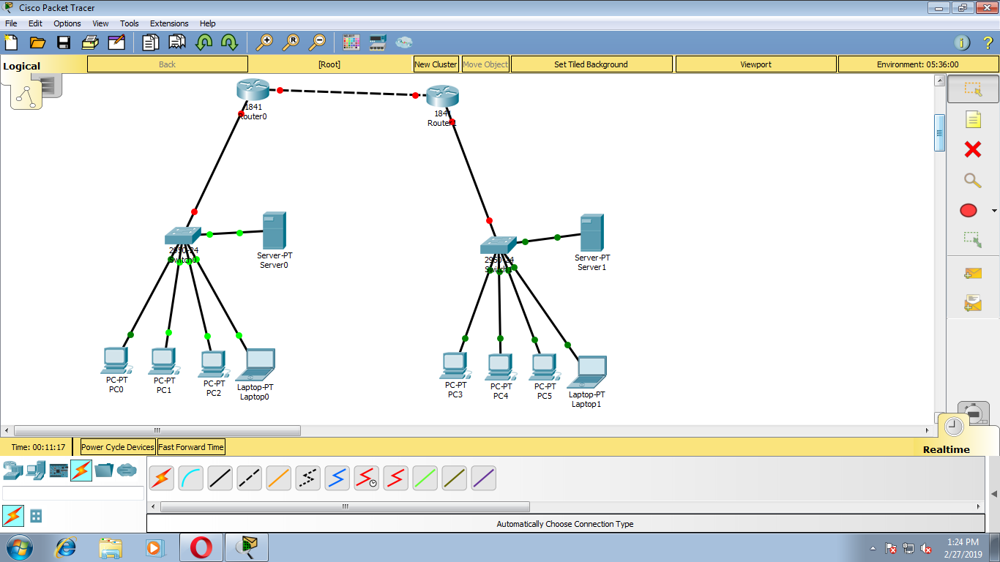 Cisco Packet Tracer
File Edit Options View Tools Extensions Help
Logical
Back
[Root]
New Cluster
Move Object
Set Tiled Background
Viewport
Environment: 05:36:00
1841
Router0
1841
Router1
2950-24
Switch0
Server-PT
Server0
2950-24
Switch1
Server-PT
Server1
PC-PT
PC0
PC-PT
PC1
PC-PT
PC2
Laptop-PT
Laptop0
PC-PT
PC3
PC-PT
PC4
PC-PT
PC5
Laptop-PT
Laptop1
Time: 00:11:17
Power Cycle Devices
Fast Forward Time
Realtime
Automatically Choose Connection Type
1:24 PM
2/27/2019